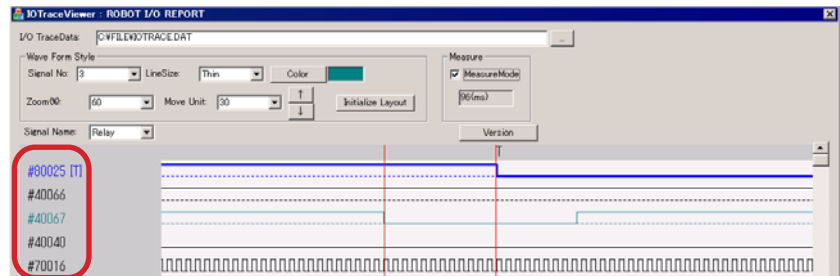 IOTraceViewer : ROBOT I/O REPORT
I/O TraceData: C:¥FILE¥IOTRACE.DAT ...
Wave Form Style
Measure
Signal No: 3 LineSize: Thin Color
MeasureMode
Zoom(%): 60 Move Unit: 30 ↑ ↓ Initialize Layout
96(ms)
Signal Name: Relay Version
T
#80025 [T]
#40066
#40067
#40040
#70016